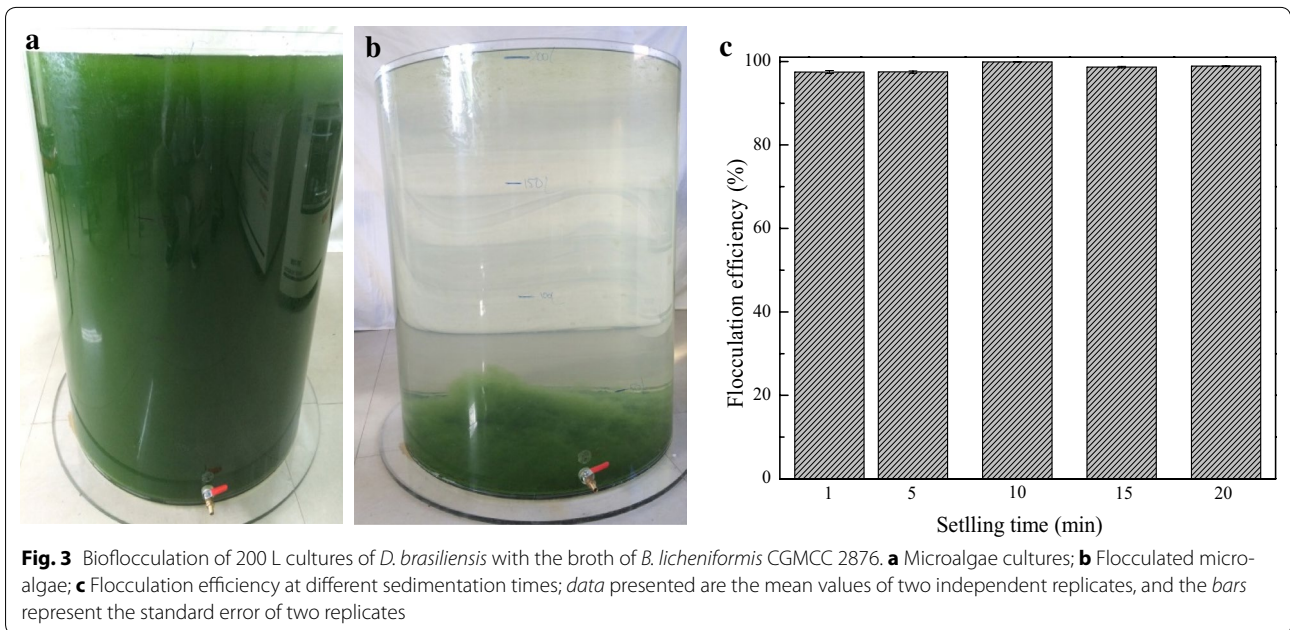 a
b
c
150
100
100
80
60
40
20
0
Flocculation efficiency (%)
1 5 10 15 20
Setlling time (min)
Fig. 3 Bioflocculation of 200 L cultures of D. brasiliensis with the broth of B. licheniformis CGMCC 2876. a Microalgae cultures; b Flocculated micro-
algae; c Flocculation efficiency at different sedimentation times; data presented are the mean values of two independent replicates, and the bars
represent the standard error of two replicates